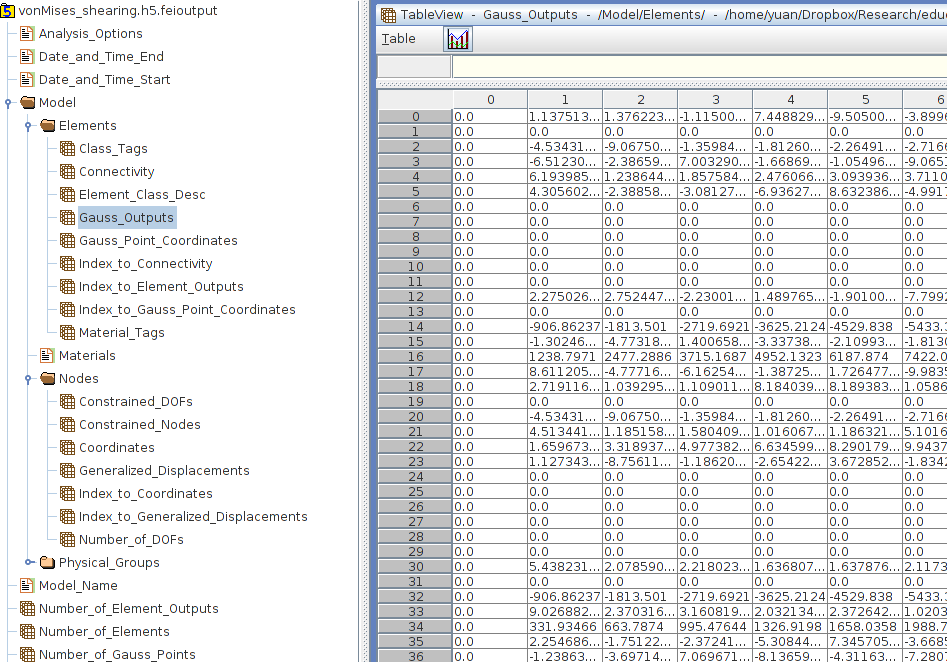 vonMises_shearing.h5.feioutput
Analysis_Options
Date_and_Time_End
Date_and_Time_Start
Model
Elements
Class_Tags
Connectivity
Element_Class_Desc
Gauss_Outputs
Gauss_Point_Coordinates
Index_to_Connectivity
Index_to_Element_Outputs
Index_to_Gauss_Point_Coordinates
Material_Tags
Materials
Nodes
Constrained_DOFs
Constrained_Nodes
Coordinates
Generalized_Displacements
Index_to_Coordinates
Index_to_Generalized_Displacements
Number_of_DOFs
Physical_Groups
Model_Name
Number_of_Element_Outputs
Number_of_Elements
Number_of_Gauss_Points
TableView - Gauss_Outputs - /Model/Elements/ - /home/yuan/Dropbox/Research/edu
Table
0 1 2 3 4 5 6
0 0.0 1.137513... 1.376223... -1.11500... 7.448829... -9.50500... -3.8996
1 0.0 0.0 0.0 0.0 0.0 0.0 0.0
2 0.0 -4.53431... -9.06750... -1.35984... -1.81260... -2.26491... -2.7166
3 0.0 -6.51230... -2.38659... 7.003290... -1.66869... -1.05496... -9.0651
4 0.0 6.193985... 1.238644... 1.857584... 2.476066... 3.093936... 3.7110
5 0.0 4.305602... -2.38858... -3.08127... -6.93627... 8.632386... -4.9917
6 0.0 0.0 0.0 0.0 0.0 0.0 0.0
7 0.0 0.0 0.0 0.0 0.0 0.0 0.0
8 0.0 0.0 0.0 0.0 0.0 0.0 0.0
9 0.0 0.0 0.0 0.0 0.0 0.0 0.0
10 0.0 0.0 0.0 0.0 0.0 0.0 0.0
11 0.0 0.0 0.0 0.0 0.0 0.0 0.0
12 0.0 2.275026... 2.752447... -2.23001... 1.489765... -1.90100... -7.7992
13 0.0 0.0 0.0 0.0 0.0 0.0 0.0
14 0.0 -906.86237 -1813.501 -2719.6921 -3625.2124 -4529.838 -5433.3
15 0.0 -1.30246... -4.77318... 1.400658... -3.33738... -2.10993... -1.8130
16 0.0 1238.7971 2477.2886 3715.1687 4952.1323 6187.874 7422.0
17 0.0 8.611205... -4.77716... -6.16254... -1.38725... 1.726477... -9.9835
18 0.0 2.719116... 1.039295... 1.109011... 8.184039... 8.189383... 1.0586
19 0.0 0.0 0.0 0.0 0.0 0.0 0.0
20 0.0 -4.53431... -9.06750... -1.35984... -1.81260... -2.26491... -2.7166
21 0.0 4.513441... 1.185158... 1.580409... 1.016067... 1.186321... 5.1016
22 0.0 1.659673... 3.318937... 4.977382... 6.634599... 8.290179... 9.9437
23 0.0 1.127343... -8.75611... -1.18620... -2.65422... 3.672852... -1.8342
24 0.0 0.0 0.0 0.0 0.0 0.0 0.0
25 0.0 0.0 0.0 0.0 0.0 0.0 0.0
26 0.0 0.0 0.0 0.0 0.0 0.0 0.0
27 0.0 0.0 0.0 0.0 0.0 0.0 0.0
28 0.0 0.0 0.0 0.0 0.0 0.0 0.0
29 0.0 0.0 0.0 0.0 0.0 0.0 0.0
30 0.0 5.438231... 2.078590... 2.218023... 1.636807... 1.637876... 2.1173
31 0.0 0.0 0.0 0.0 0.0 0.0 0.0
32 0.0 -906.86237 -1813.501 -2719.6921 -3625.2124 -4529.838 -5433.3
33 0.0 9.026882... 2.370316... 3.160819... 2.032134... 2.372642... 1.0203
34 0.0 331.93466 663.7874 995.47644 1326.9198 1658.0358 1988.7
35 0.0 2.254686... -1.75122... -2.37241... -5.30844... 7.345705... -3.6685
36 0.0 -1.23863... -3.69714... 7.069671... -8.13659... -4.31163... -7.2807